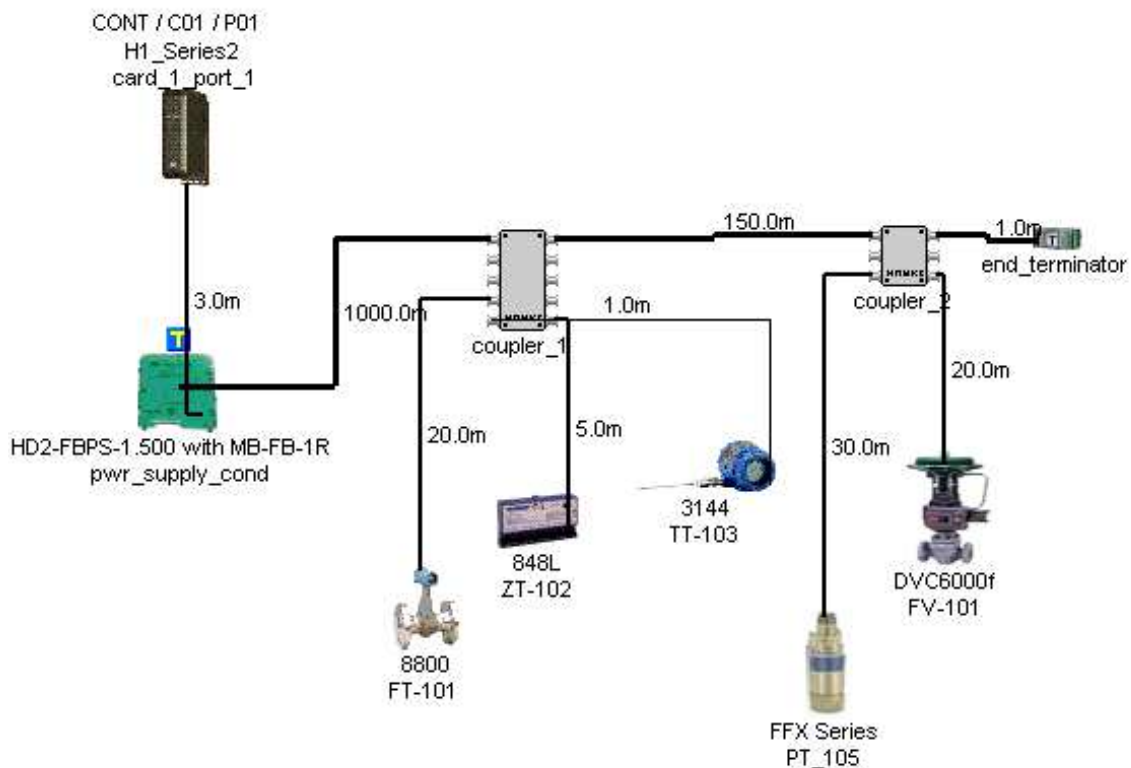 CONT / C01 / P01
H1_Series2
card_1_port_1
150.0m
1.0m
end_terminator
coupler_2
3.0m
1000.0m
1.0m
coupler_1
T
T
20.0m
5.0m
20.0m
30.0m
HD2-FBPS-1.500 with MB-FB-1R
pwr_supply_cond
3144
TT-103
848L
ZT-102
DVC6000f
FV-101
8800
FT-101
FFX Series
PT_105